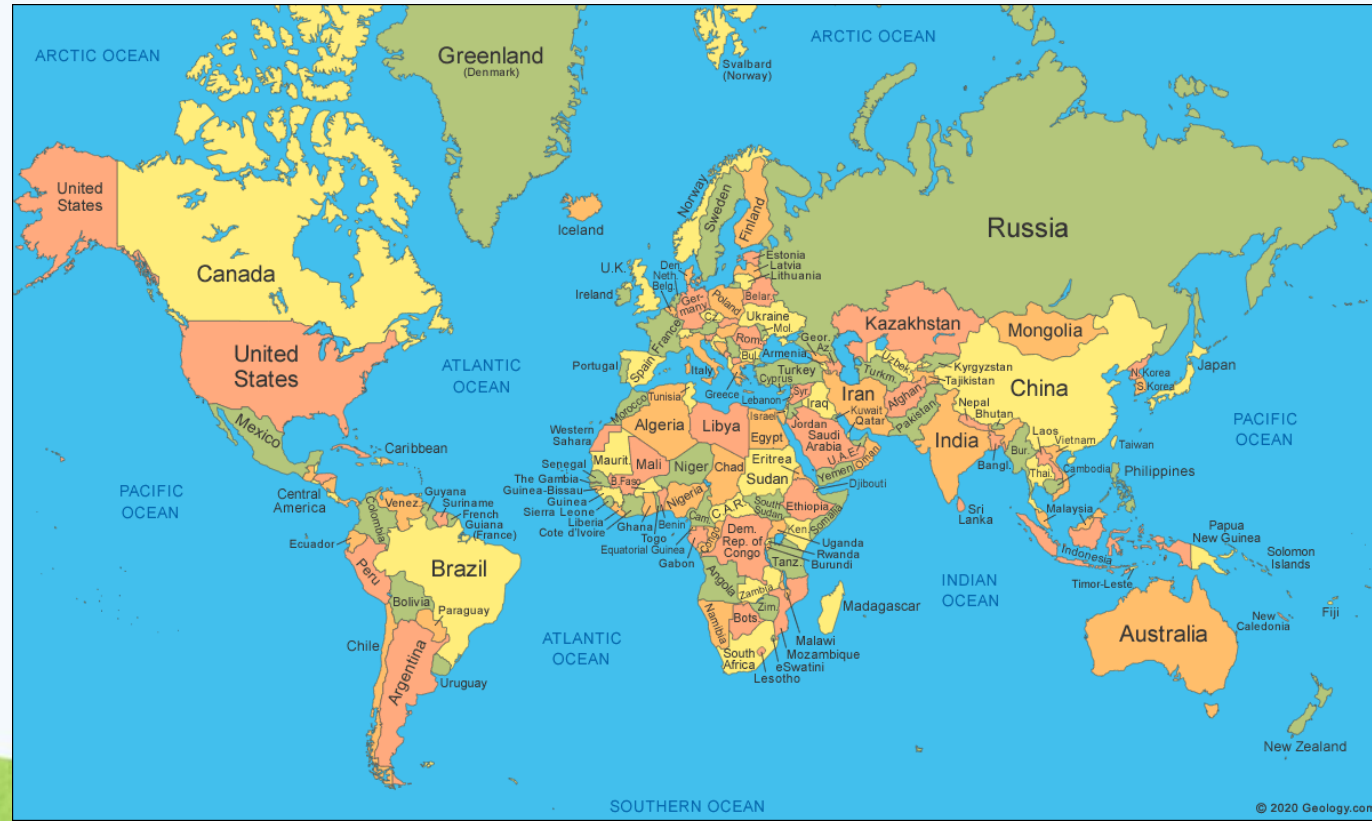 ARCTIC OCEAN
Greenland
(Denmark)
Svalbard
(Norway)
ARCTIC OCEAN
United
States
Canada
Iceland
Norway
Sweden
Finland
Russia
U.K.
Ireland
Den.
Neth.
Belg.
Estonia
Latvia
Lithuania
Ger-
many
Poland
Belar.
Cz.
Ukraine
Mol.
France
Rom.
Bul.
Portugal
Spain
Italy
Greece
Armenia
Geor.
Az.
Turkey
Cyprus
Lebanon
Syr.
Israel
Iraq
Jordan
Kuwait
Qatar
Iran
Kazakhstan
Uzbek.
Turkm.
Kyrgyzstan
Tajikistan
Afghan.
Pakistan
Mongolia
China
N. Korea
S. Korea
Japan
United
States
ATLANTIC
OCEAN
Mexico
Caribbean
PACIFIC
OCEAN
Central
America
Morocco
Tunisia
Algeria
Libya
Egypt
Western
Sahara
Maurit.
Mali
Niger
Chad
Eritrea
Sudan
Saudi
Arabia
U.A.E.
Oman
Yemen
Djibouti
Nepal
Bhutan
India
Bangl.
Bur.
Laos
Vietnam
Thai.
Cambodia
Taiwan
Philippines
PACIFIC
OCEAN
Senegal
The Gambia
Guinea-Bissau
Guinea
Sierra Leone
Liberia
Cote d'Ivoire
B.Faso
Ghana
Togo
Benin
Nigeria
Cam.
Equatorial Guinea
Gabon
Congo
C.A.R.
South
Sudan
Ethiopia
Somalia
Dem.
Rep. of
Congo
Ken.
Uganda
Rwanda
Burundi
Tanz.
Sri
Lanka
Malaysia
Indonesia
Timor-Leste
Papua
New Guinea
Solomon
Islands
Venez.
Guyana
Suriname
French
Guiana
(France)
Colombia
Ecuador
Peru
Brazil
Bolivia
Paraguay
Chile
Argentina
Uruguay
ATLANTIC
OCEAN
Angola
Zambia
Namibia
Bots
Zim.
South
Africa
Malawi
Mozambique
eSwatini
Lesotho
Madagascar
INDIAN
OCEAN
Australia
New
Caledonia
Fiji
New Zealand
SOUTHERN OCEAN
© 2020 Geology.com